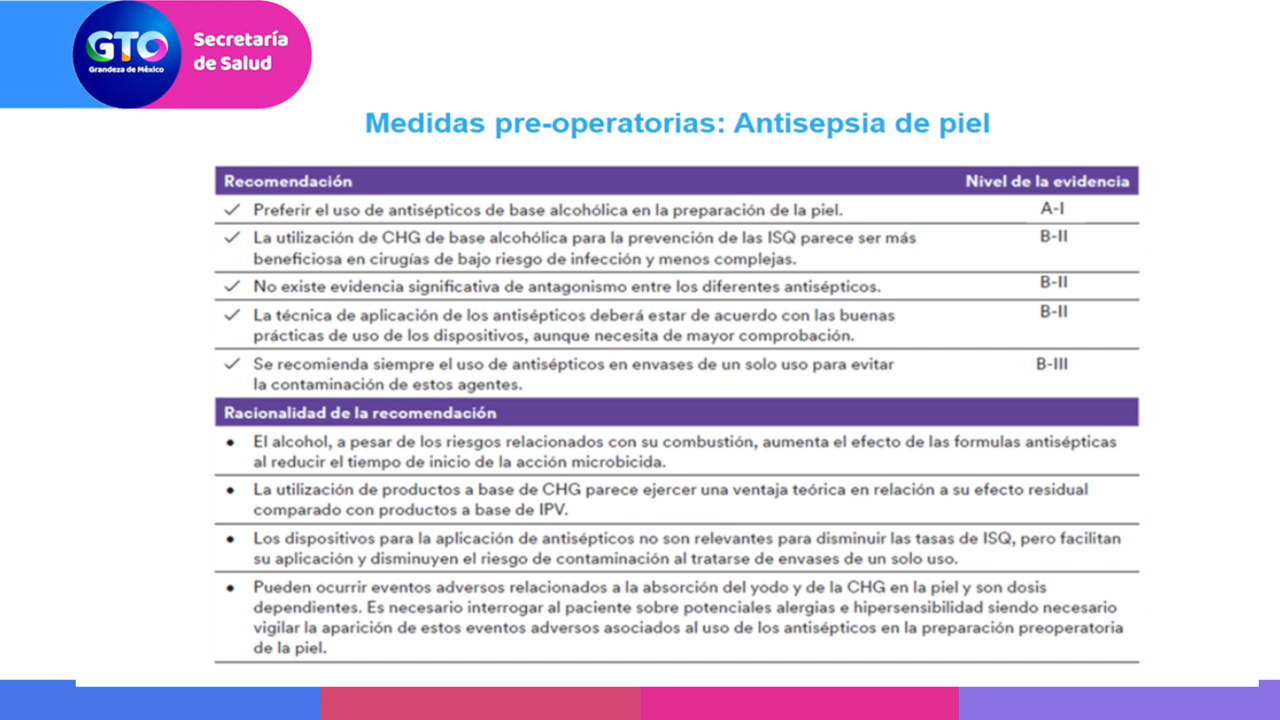 GTO
Grandeza de México
Secretaría
de Salud
Medidas pre-operatorias: Antisepsia de piel
Recomendación Nivel de la evidencia
✓ Preferir el uso de antisépticos de base alcohólica en la preparación de la piel. A-I
✓ La utilización de CHG de base alcohólica para la prevención de las ISQ parece ser más B-II
beneficiosa en cirugías de bajo riesgo de infección y menos complejas.
✓ No existe evidencia significativa de antagonismo entre los diferentes antisépticos. B-II
✓ La técnica de aplicación de los antisépticos deberá estar de acuerdo con las buenas B-II
prácticas de uso de los dispositivos, aunque necesita de mayor comprobación.
✓ Se recomienda siempre el uso de antisépticos en envases de un solo uso para evitar B-III
la contaminación de estos agentes.
Racionalidad de la recomendación
• El alcohol, a pesar de los riesgos relacionados con su combustión, aumenta el efecto de las formulas antisépticas
al reducir el tiempo de inicio de la acción microbicida.
• La utilización de productos a base de CHG parece ejercer una ventaja teórica en relación a su efecto residual
comparado con productos a base de IPV.
• Los dispositivos para la aplicación de antisépticos no son relevantes para disminuir las tasas de ISQ, pero facilitan
su aplicación y disminuyen el riesgo de contaminación al tratarse de envases de un solo uso.
• Pueden ocurrir eventos adversos relacionados a la absorción del yodo y de la CHG en la piel y son dosis
dependientes. Es necesario interrogar al paciente sobre potenciales alergias e hipersensibilidad siendo necesario
vigilar la aparición de estos eventos adversos asociados al uso de los antisépticos en la preparación preoperatoria
de la piel.